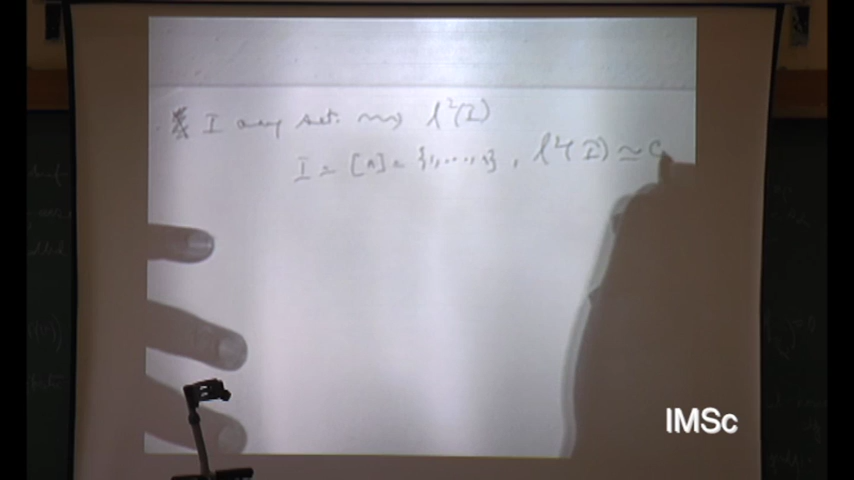 * I any set. ⇝ l²(I)
I = [n] = {1, ..., n}, l²(I) ≃ C
IMSc